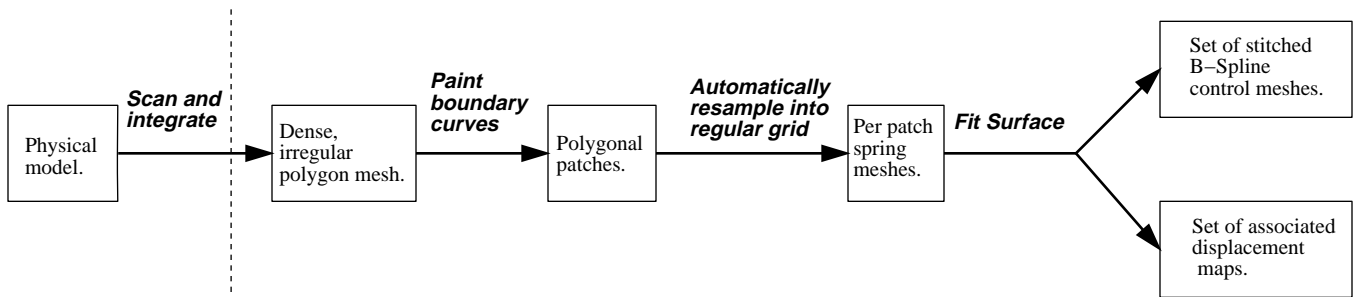 Physical
model.
Scan and
integrate
Dense,
irregular
polygon mesh.
Paint
boundary
curves
Polygonal
patches.
Automatically
resample into
regular grid
Per patch
spring
meshes.
Fit Surface
Set of stitched
B−Spline
control meshes.
Set of associated
displacement
maps.